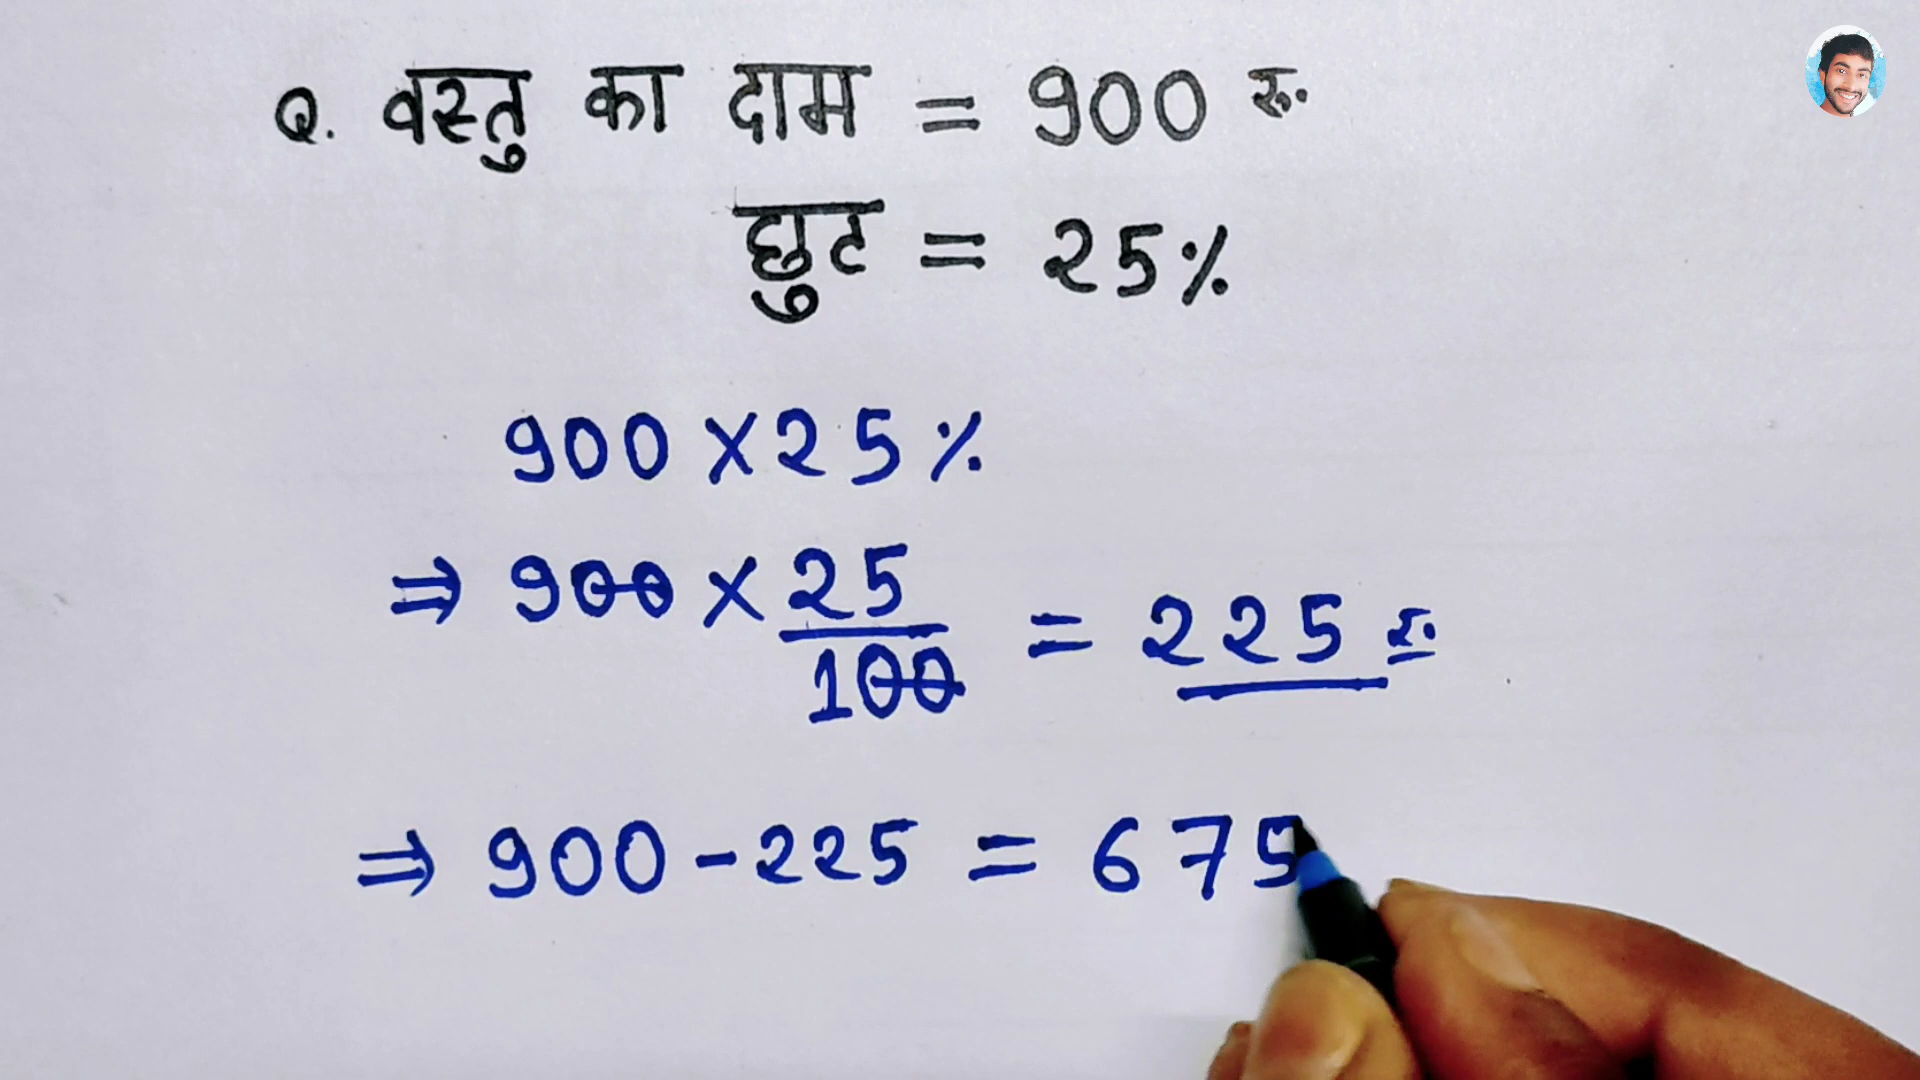 Q. वस्तु का दाम = 900 रु.
छुट = 25%
900 × 25%
⇒ 900 × 25/100 = 225 रु.
⇒ 900 - 225 = 675